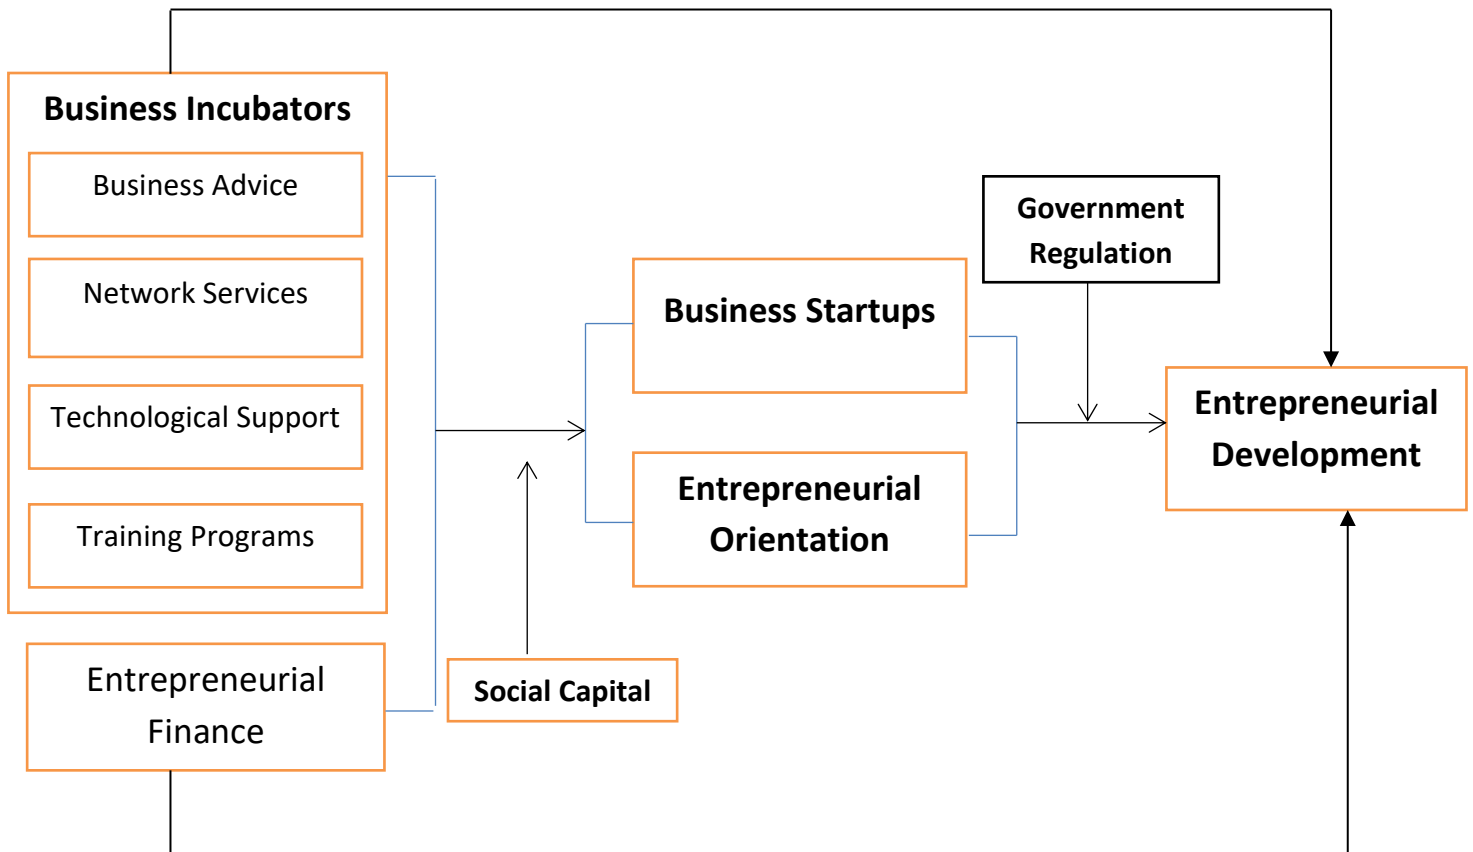 Business Incubators
Business Advice
Network Services
Technological Support
Training Programs
Entrepreneurial
Finance
Social Capital
Business Startups
Entrepreneurial
Orientation
Government
Regulation
Entrepreneurial
Development